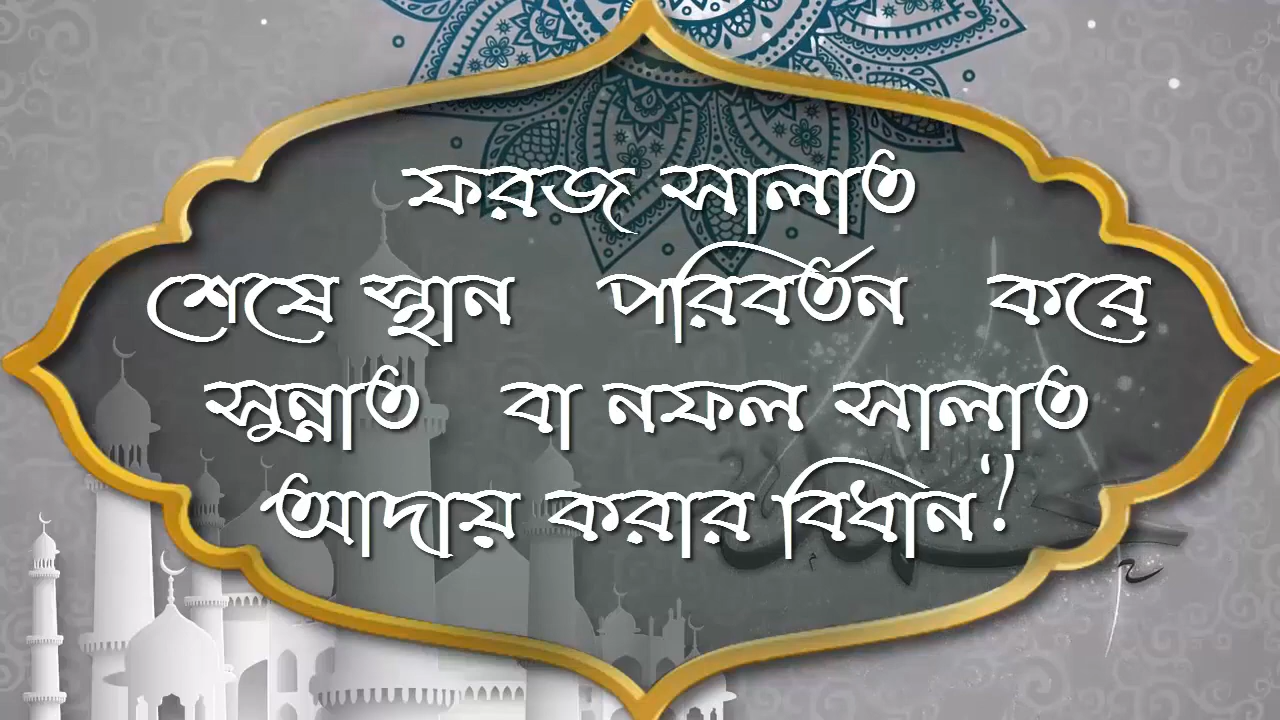 ফরজ সালাত
শেষে স্থান পরিবর্তন করে
সুন্নাত বা নফল সালাত
আদায় করার বিধান?